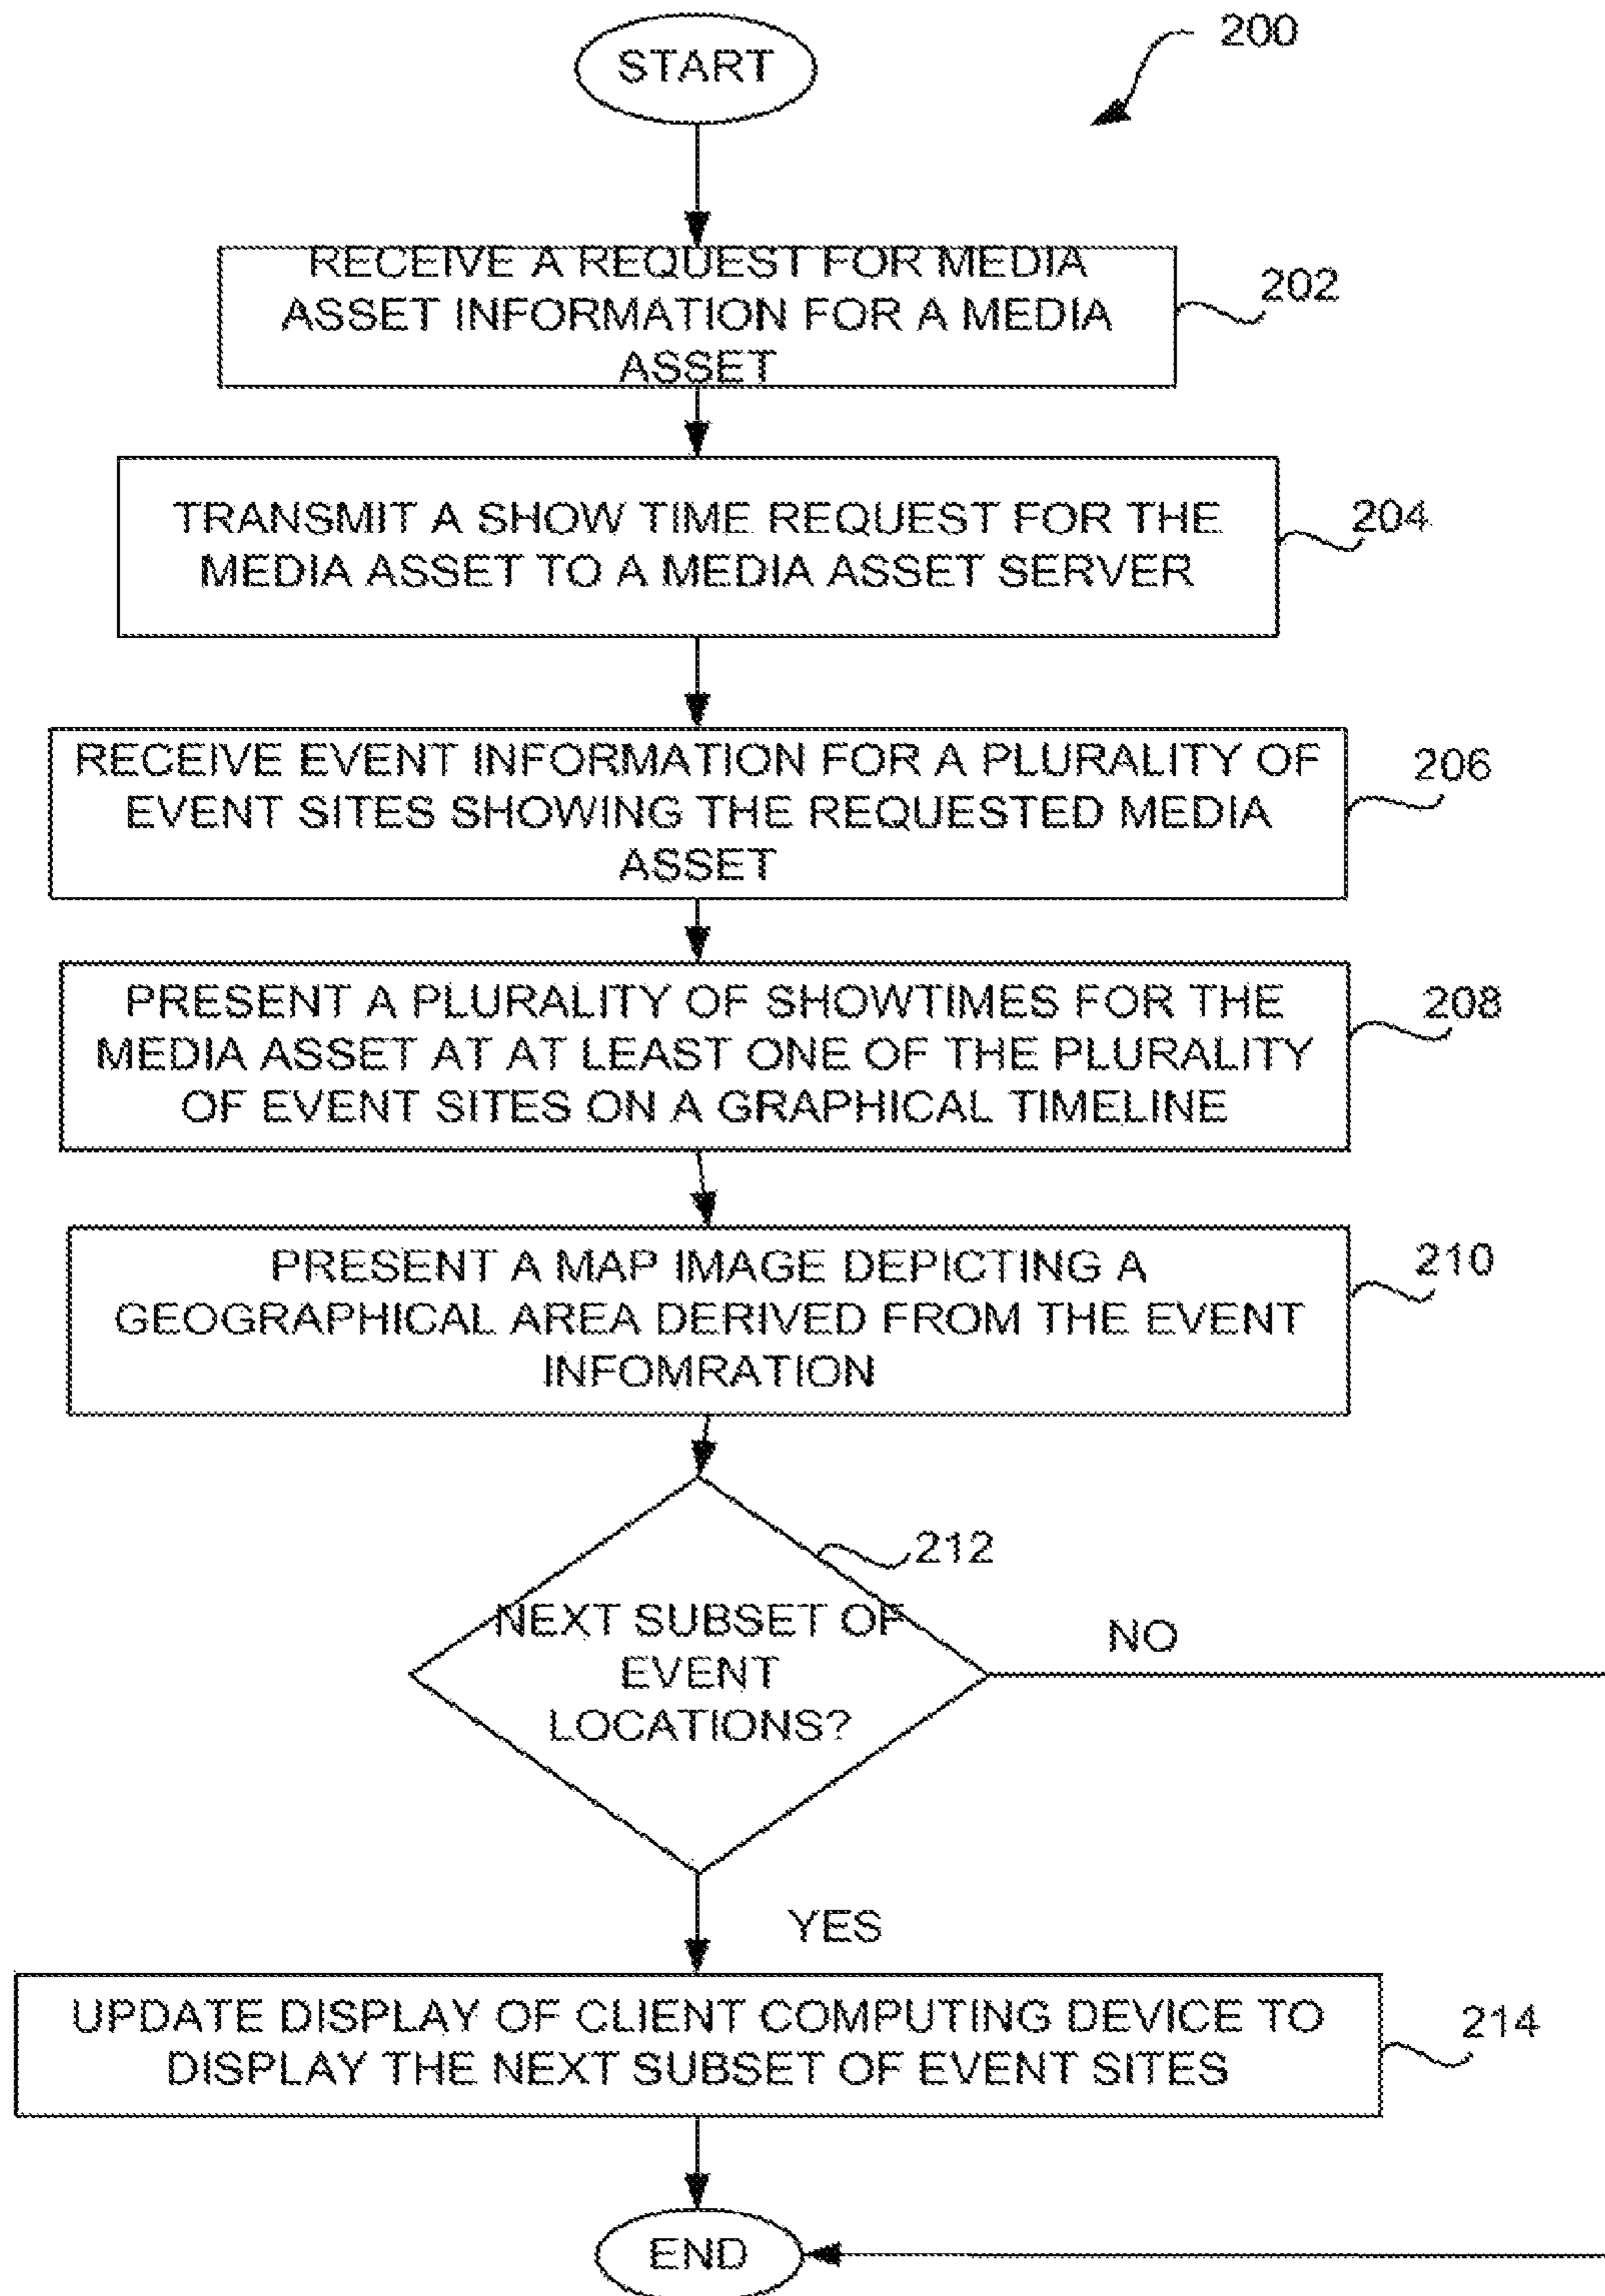 START
200
RECEIVE A REQUEST FOR MEDIA
ASSET INFORMATION FOR A MEDIA
ASSET
202
TRANSMIT A SHOW TIME REQUEST FOR THE
MEDIA ASSET TO A MEDIA ASSET SERVER
204
RECEIVE EVENT INFORMATION FOR A PLURALITY OF
EVENT SITES SHOWING THE REQUESTED MEDIA
ASSET
206
PRESENT A PLURALITY OF SHOWTIMES FOR THE
MEDIA ASSET AT AT LEAST ONE OF THE PLURALITY
OF EVENT SITES ON A GRAPHICAL TIMELINE
208
PRESENT A MAP IMAGE DEPICTING A
GEOGRAPHICAL AREA DERIVED FROM THE EVENT
INFOMRATION
210
212
NEXT SUBSET OF
EVENT
LOCATIONS?
NO
YES
UPDATE DISPLAY OF CLIENT COMPUTING DEVICE TO
DISPLAY THE NEXT SUBSET OF EVENT SITES
214
END